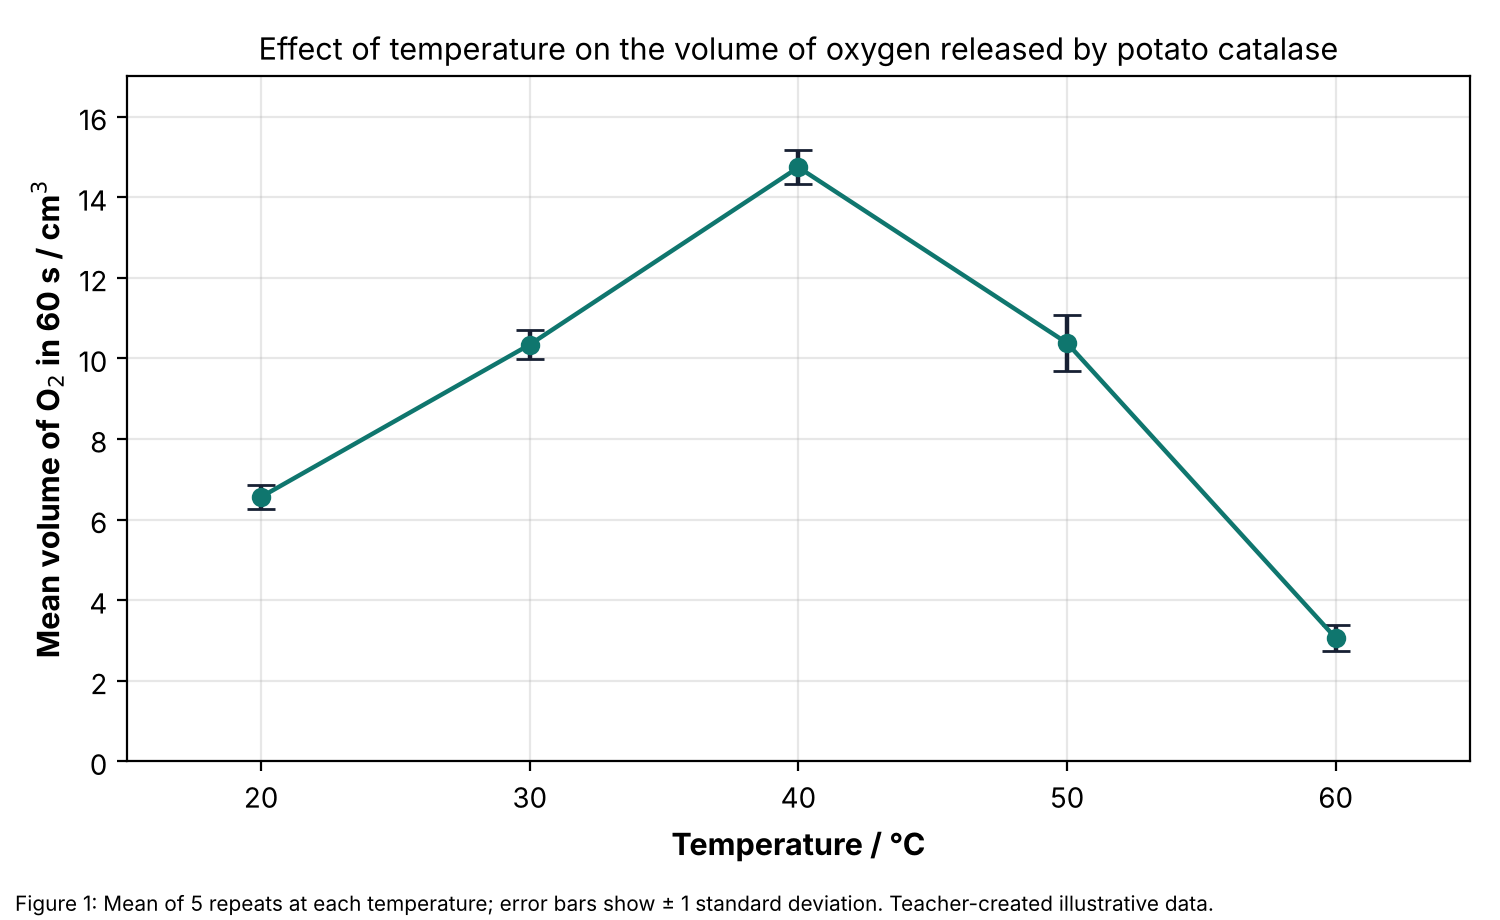 Effect of temperature on the volume of oxygen released by potato catalase
Mean volume of O₂ in 60 s / cm³
16
14
12
10
8
6
4
2
0
20 30 40 50 60
Temperature / °C
Figure 1: Mean of 5 repeats at each temperature; error bars show ± 1 standard deviation. Teacher-created illustrative data.